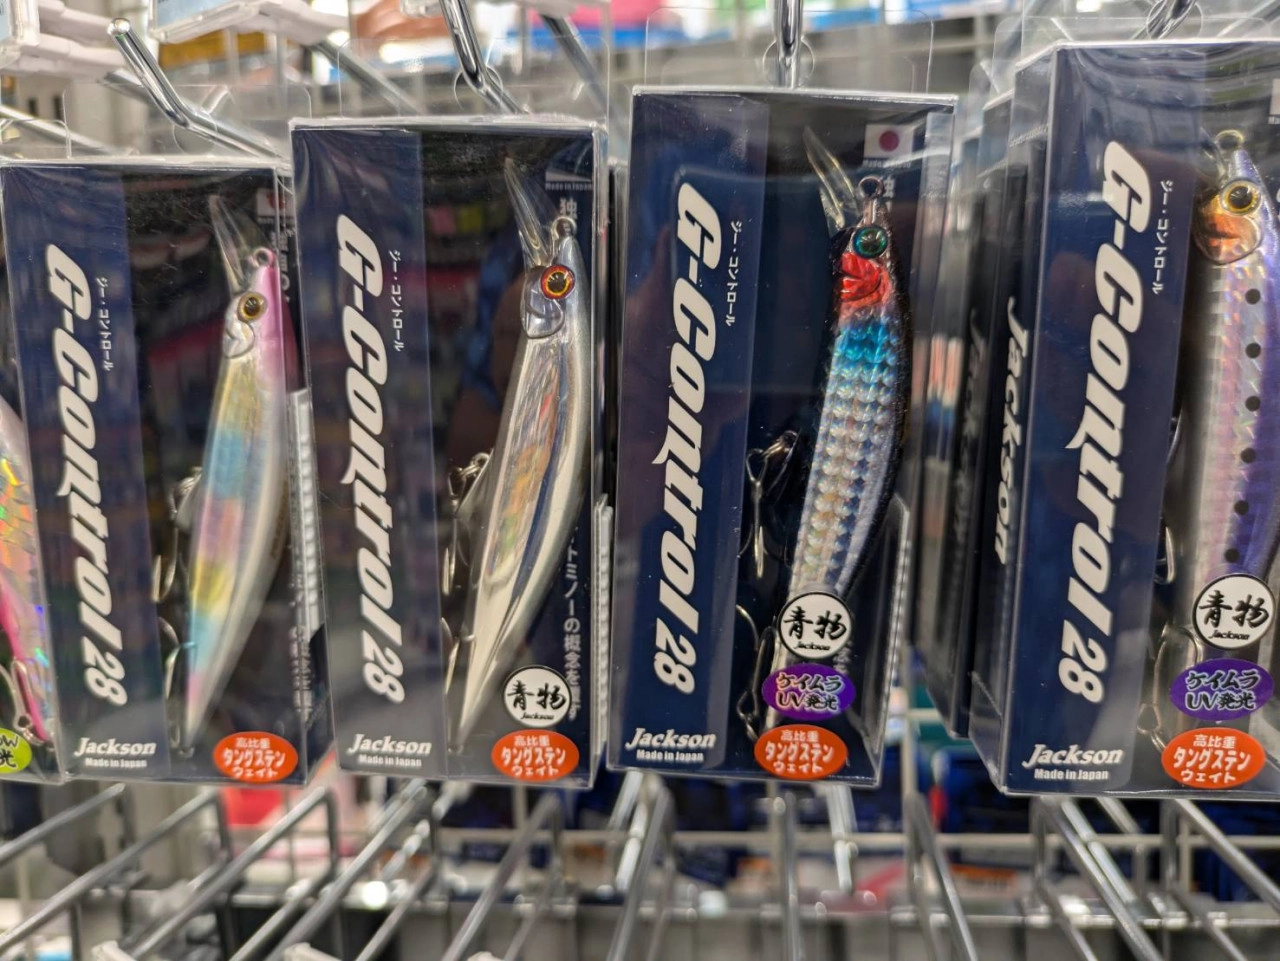 G-Control 28
ジー・コントロール
Jackson
Made in Japan
高比重
タングステン
ウェイト
G-Control 28
ジー・コントロール
Jackson
Made in Japan
青物
Jackson
高比重
タングステン
ウェイト
G-Control 28
ジー・コントロール
Jackson
Made in Japan
青物
Jackson
ケイムラ
UV発光
高比重
タングステン
ウェイト
Jackson
G-Control 28
ジー・コントロール
Jackson
Made in Japan
青物
Jackson
ケイムラ
UV発光
高比重
タングステン
ウェイト